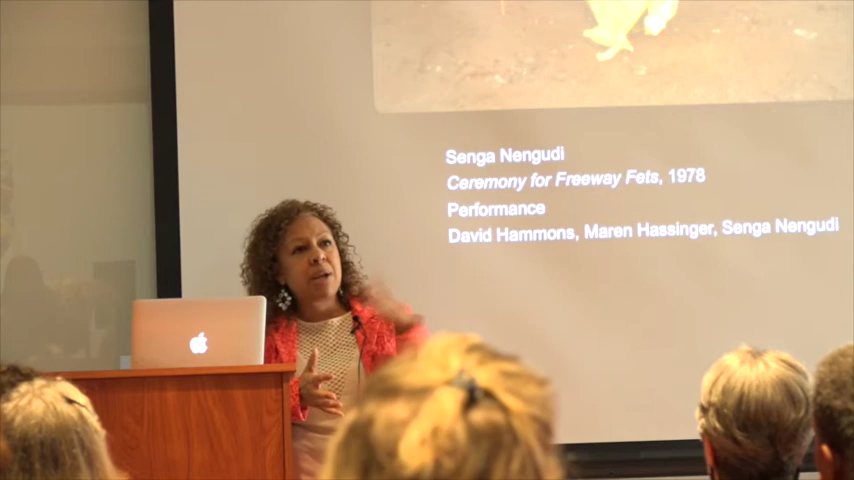 Senga Nengudi
Ceremony for Freeway Fets, 1978
Performance
David Hammons, Maren Hassinger, Senga Nengudi